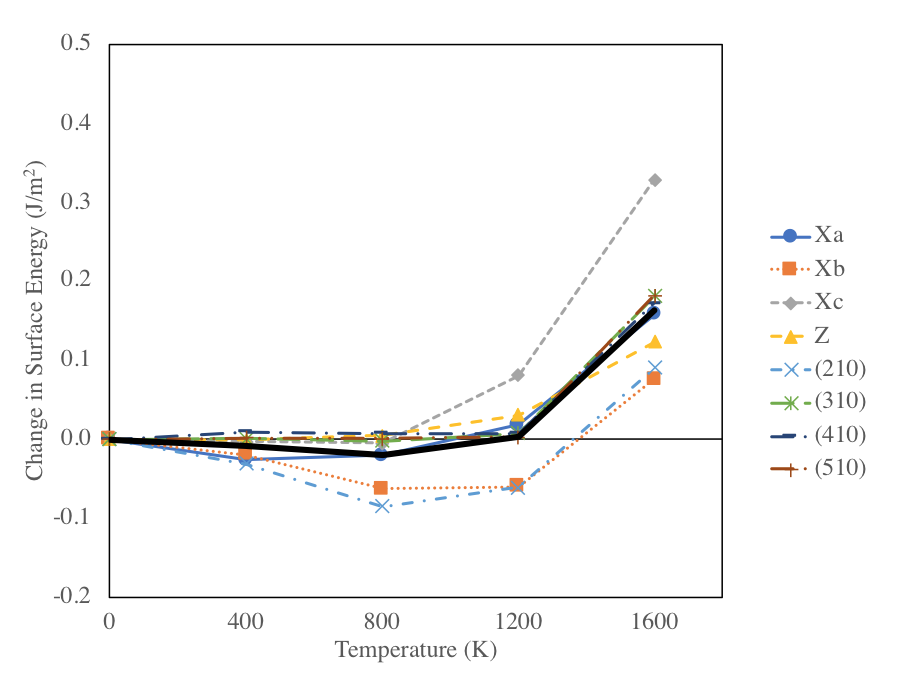 0.5
0.4
0.3
0.2
0.1
0.0
-0.1
-0.2
0 400 800 1200 1600
Temperature (K)
Change in Surface Energy (J/m²)
Xa
Xb
Xc
Z
(210)
(310)
(410)
(510)